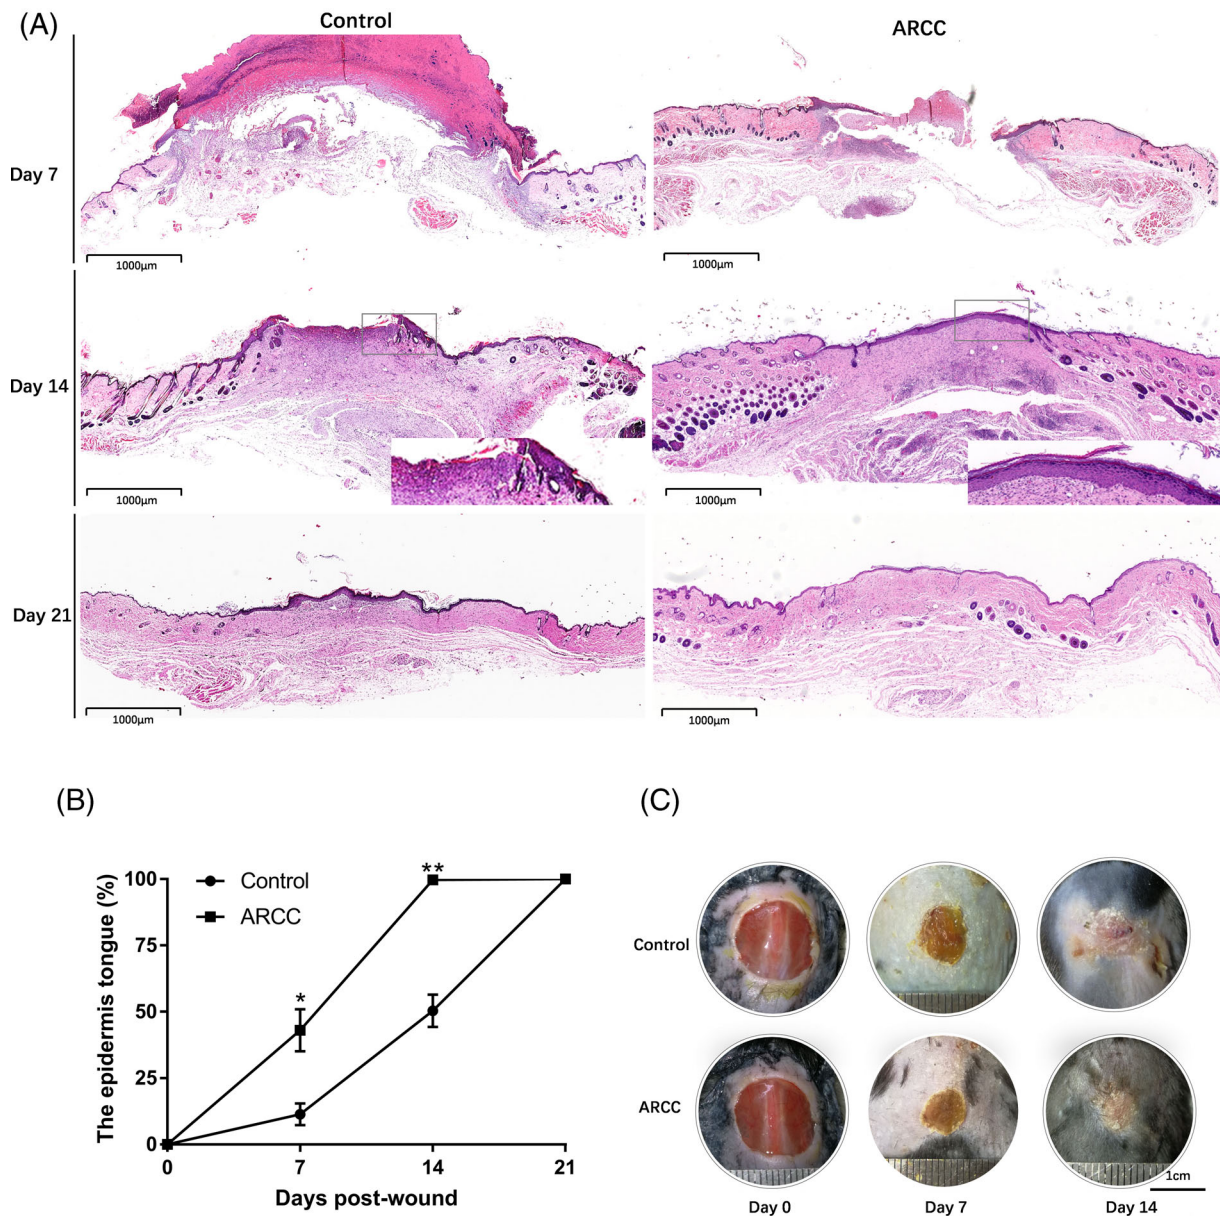 (A)
Control
ARCC
Day 7
1000μm
1000μm
Day 14
1000μm
1000μm
Day 21
1000μm
1000μm
(B)
The epidermis tongue (%)
100
75
50
25
0
Control
ARCC
*
**
0
7
14
21
Days post-wound
(C)
Control
ARCC
Day 0
Day 7
Day 14
1cm